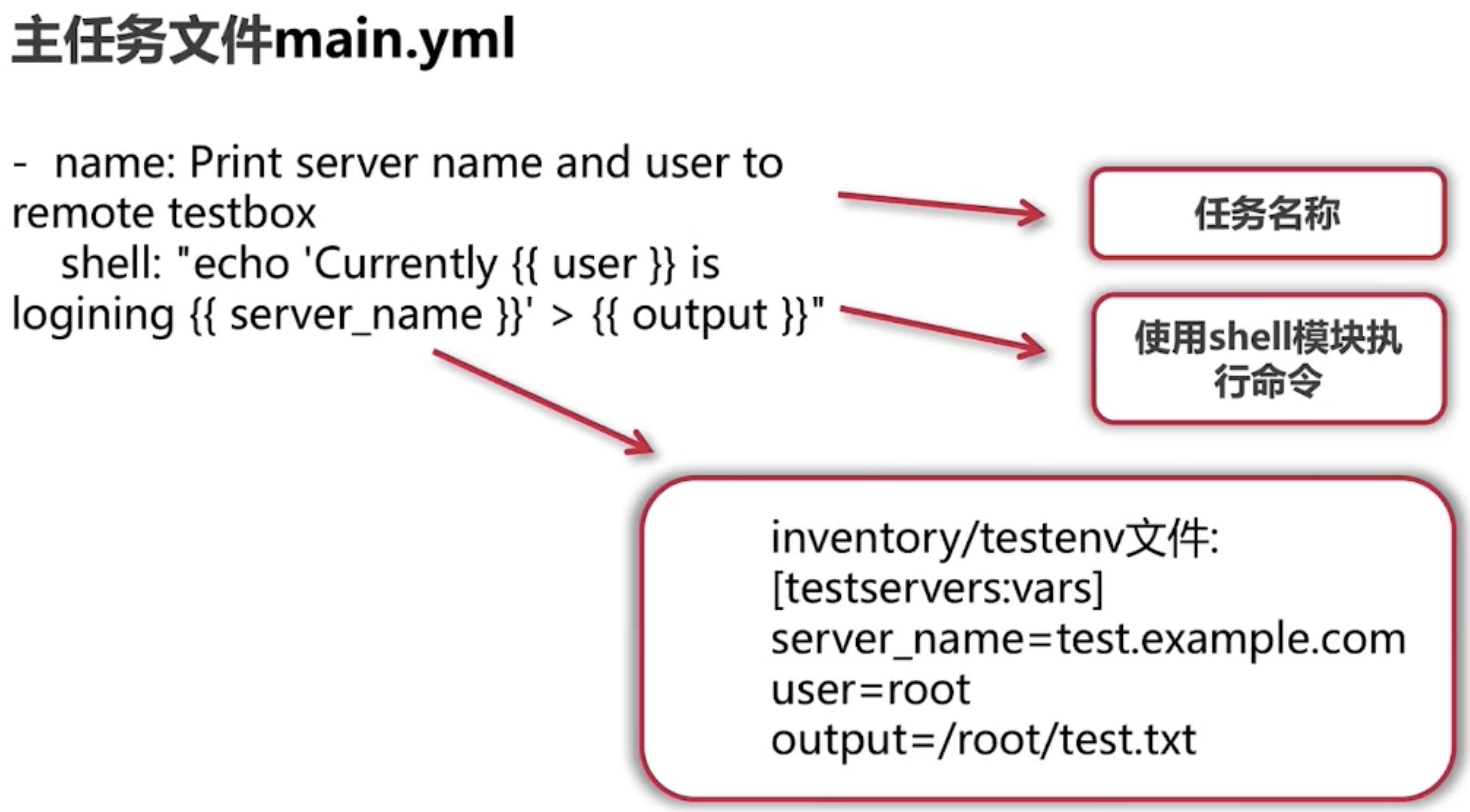 主任务文件main.yml
- name: Print server name and user to
remote testbox
shell: "echo 'Currently {{ user }} is
logining {{ server_name }}' > {{ output }}"
任务名称
使用shell模块执
行命令
inventory/testenv文件:
[testservers:vars]
server_name=test.example.com
user=root
output=/root/test.txt